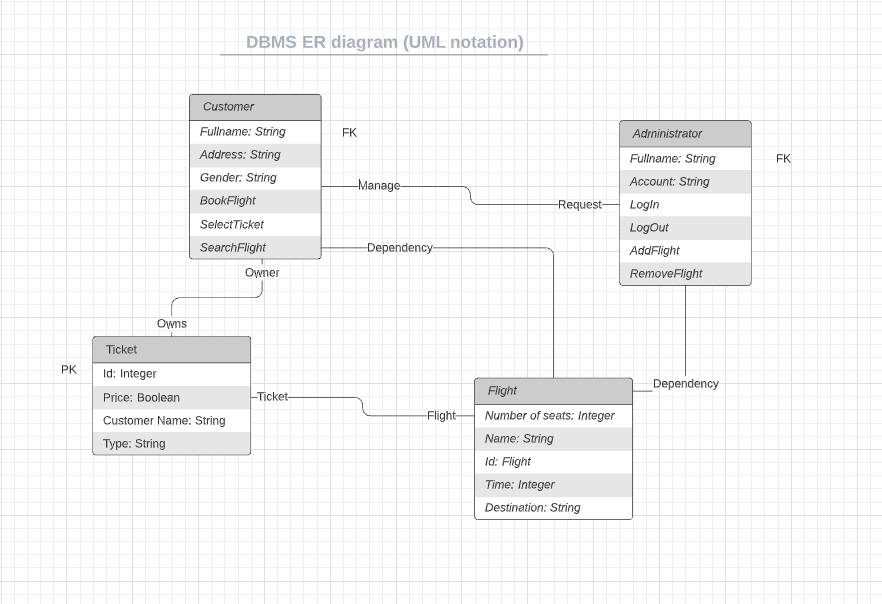 DBMS ER diagram (UML notation)
Customer
Fullname: String
FK
Address: String
Gender: String
BookFlight
SelectTicket
SearchFlight
Administrator
Fullname: String
FK
Account: String
LogIn
LogOut
AddFlight
RemoveFlight
Manage
Request
Dependency
Owner
Owns
Ticket
PK
Id: Integer
Price: Boolean
Customer Name: String
Type: String
Ticket
Flight
Dependency
Flight
Number of seats: Integer
Name: String
Id: Flight
Time: Integer
Destination: String